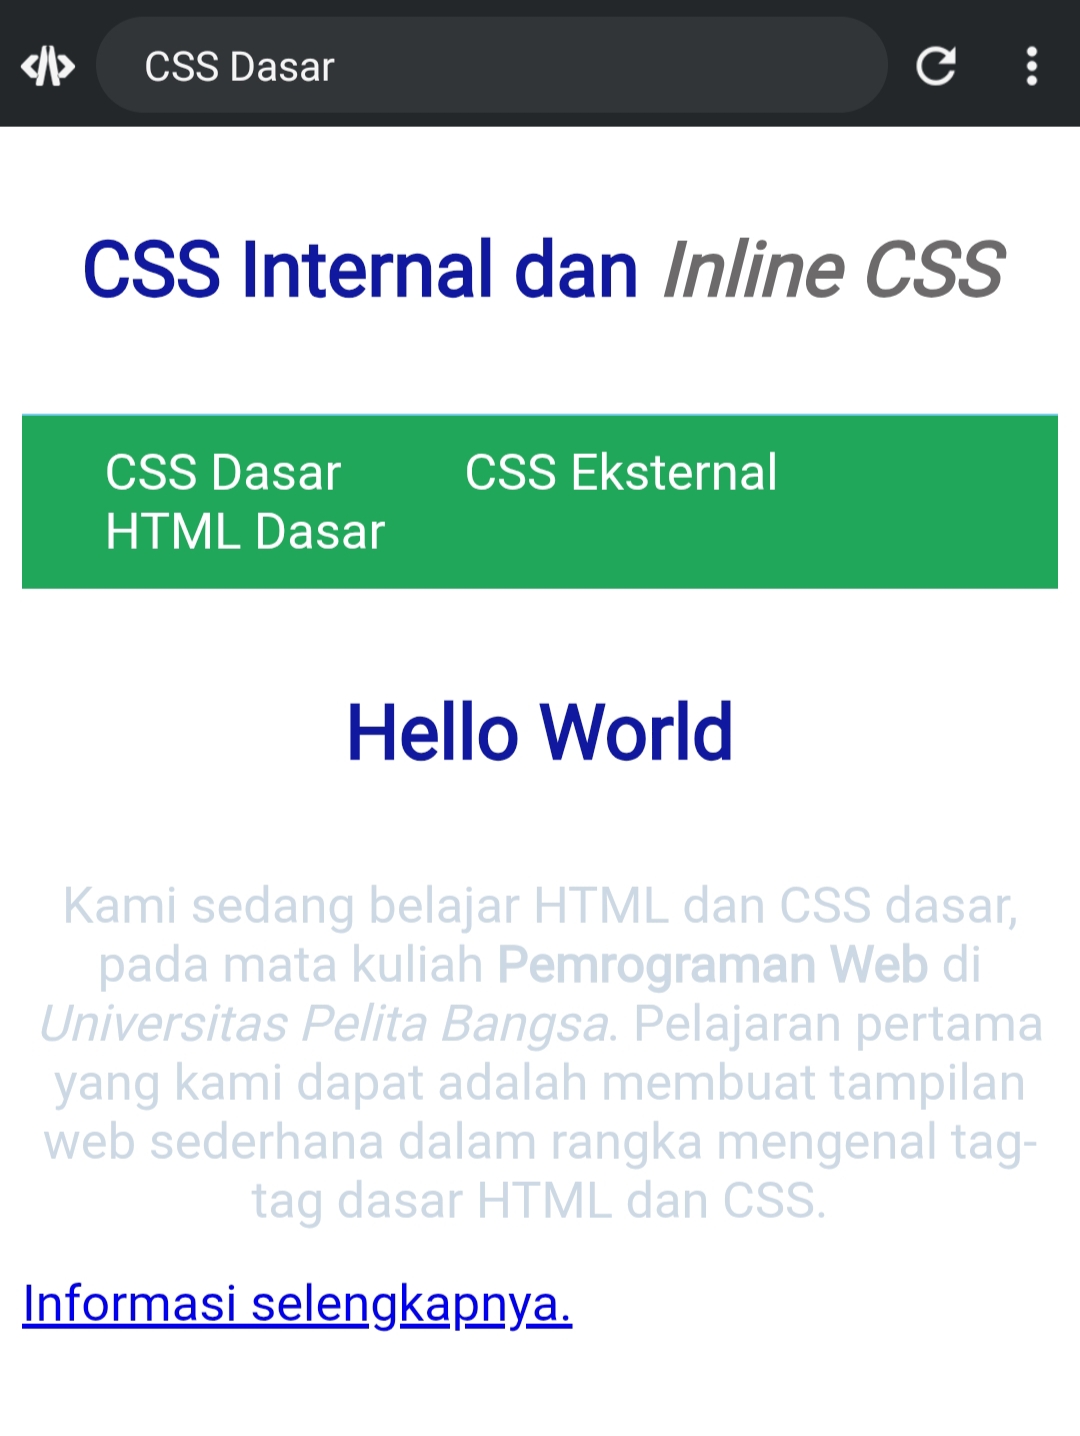 CSS Dasar
CSS Internal dan Inline CSS
CSS Dasar CSS Eksternal
HTML Dasar
Hello World
Kami sedang belajar HTML dan CSS dasar,
pada mata kuliah Pemrograman Web di
Universitas Pelita Bangsa. Pelajaran pertama
yang kami dapat adalah membuat tampilan
web sederhana dalam rangka mengenal tag-
tag dasar HTML dan CSS.
Informasi selengkapnya.